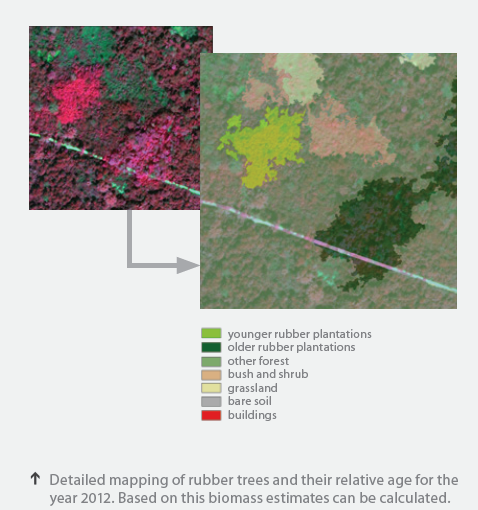 younger rubber plantations
older rubber plantations
other forest
bush and shrub
grassland
bare soil
buildings
Detailed mapping of rubber trees and their relative age for the
year 2012. Based on this biomass estimates can be calculated.